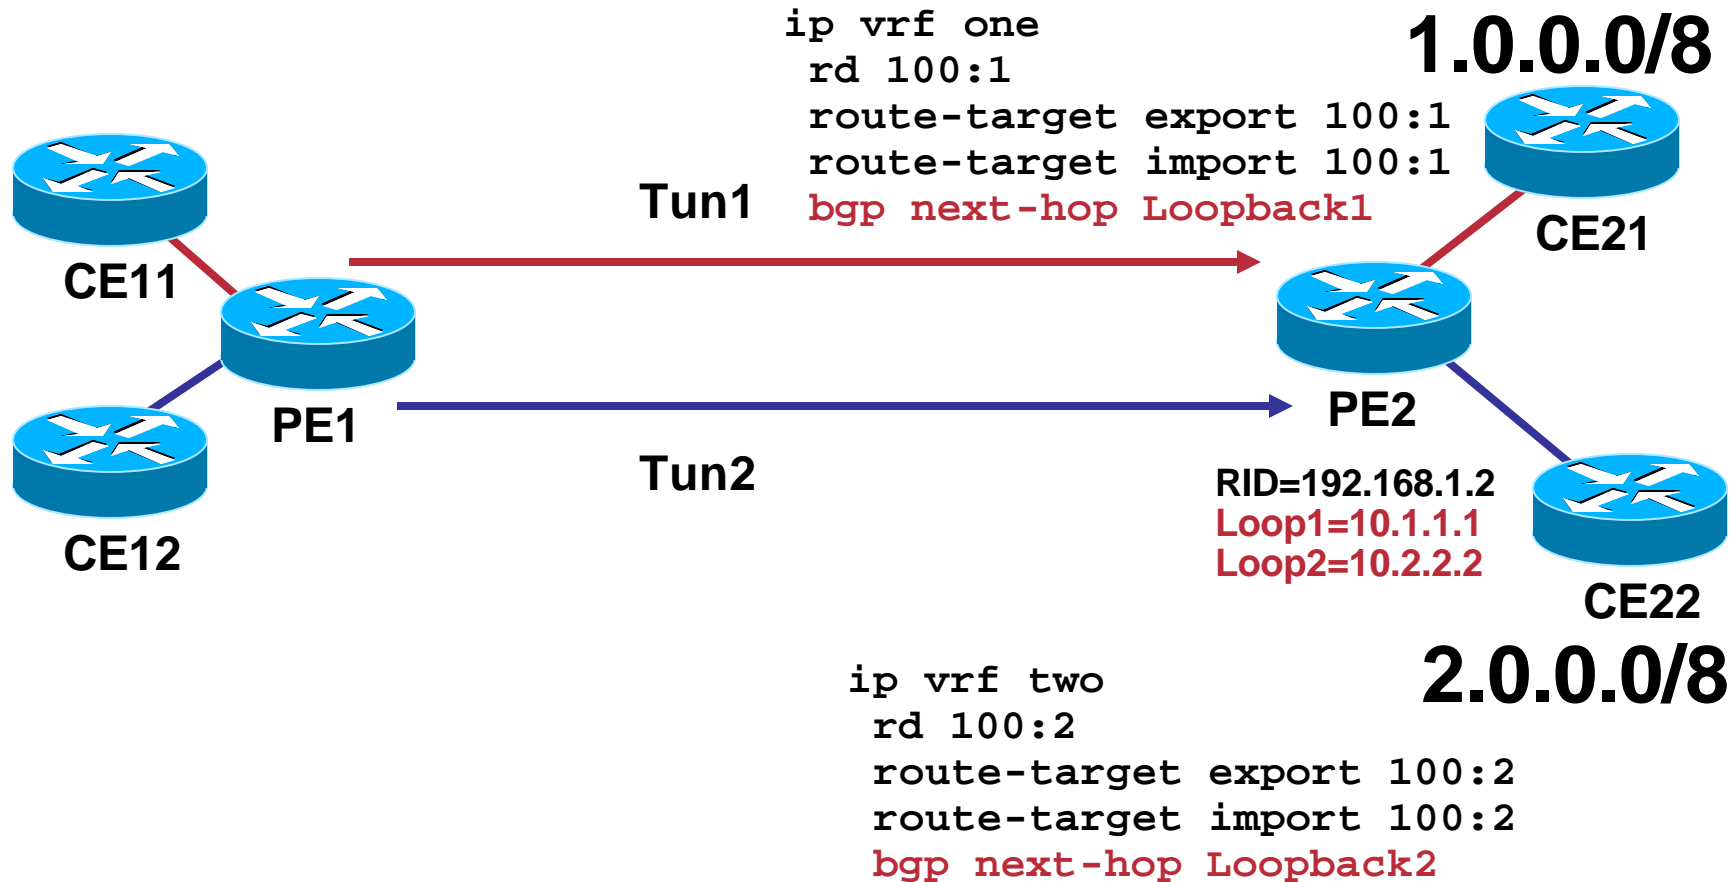 ip vrf one
rd 100:1
route-target export 100:1
route-target import 100:1
bgp next-hop Loopback1
1.0.0.0/8
CE21
Tun1
CE11
PE1
PE2
Tun2
CE12
RID=192.168.1.2
Loop1=10.1.1.1
Loop2=10.2.2.2
CE22
2.0.0.0/8
ip vrf two
rd 100:2
route-target export 100:2
route-target import 100:2
bgp next-hop Loopback2